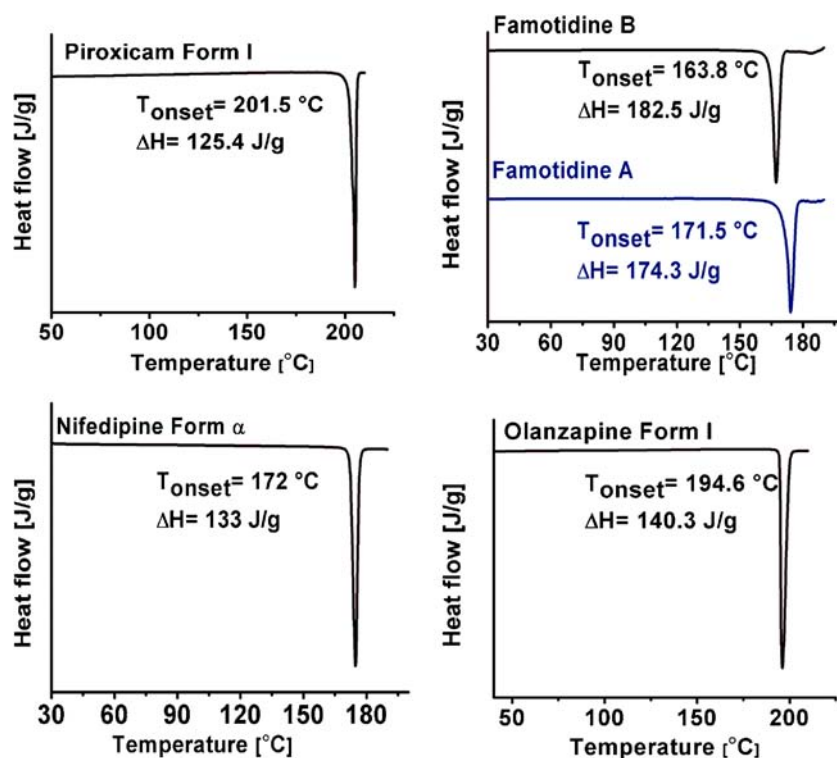 Piroxicam Form I
Tonset= 201.5 °C
ΔH= 125.4 J/g
Heat flow [J/g]
50 100 150 200
Temperature [°C]
Famotidine B
Tonset= 163.8 °C
ΔH= 182.5 J/g
Famotidine A
Tonset= 171.5 °C
ΔH= 174.3 J/g
Heat flow [J/g]
30 60 90 120 150 180
Temperature [°C]
Nifedipine Form α
Tonset= 172 °C
ΔH= 133 J/g
Heat flow [J/g]
30 60 90 120 150 180
Temperature [°C]
Olanzapine Form I
Tonset= 194.6 °C
ΔH= 140.3 J/g
Heat flow [J/g]
50 100 150 200
Temperature [°C]